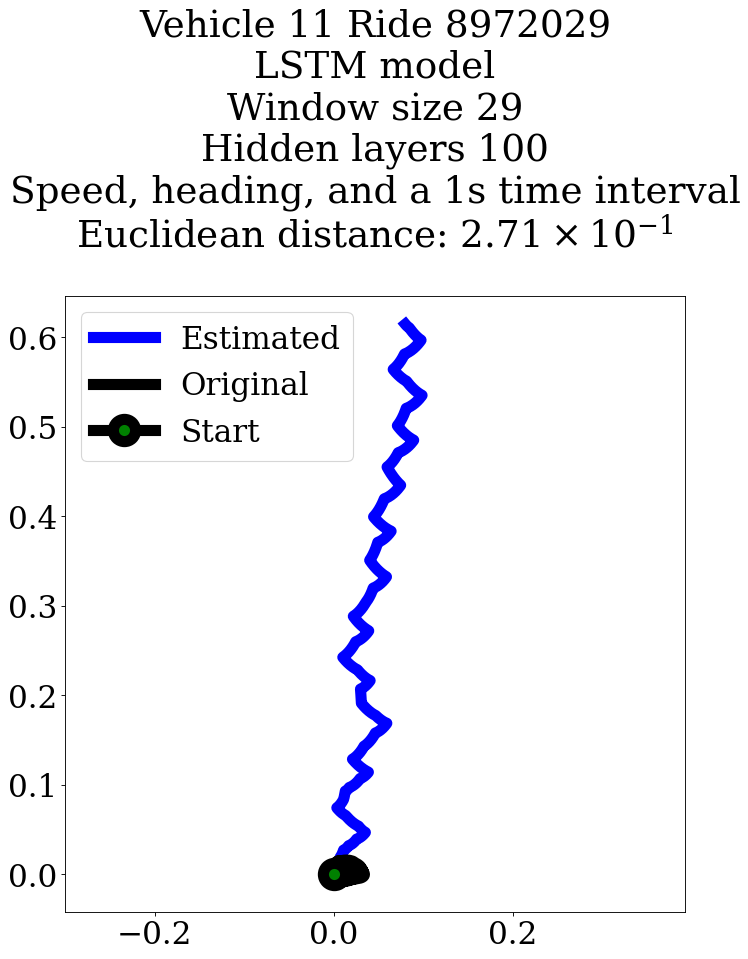 Vehicle 11 Ride 8972029
LSTM model
Window size 29
Hidden layers 100
Speed, heading, and a 1s time interval
Euclidean distance: 2.71 × 10⁻¹
Estimated
Original
Start
0.6
0.5
0.4
0.3
0.2
0.1
0.0
−0.2 0.0 0.2